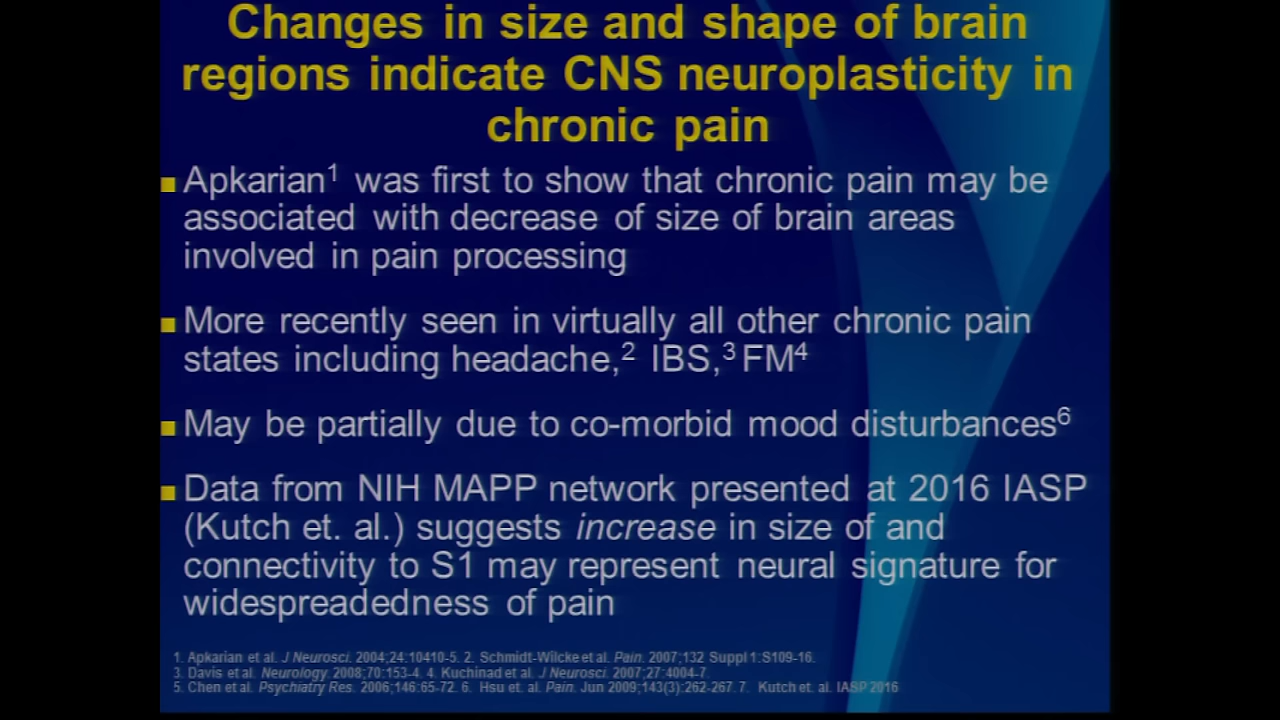 Changes in size and shape of brain
regions indicate CNS neuroplasticity in
chronic pain
Apkarian¹ was first to show that chronic pain may be
associated with decrease of size of brain areas
involved in pain processing
More recently seen in virtually all other chronic pain
states including headache,² IBS,³ FM⁴
May be partially due to co-morbid mood disturbances⁶
Data from NIH MAPP network presented at 2016 IASP
(Kutch et. al.) suggests increase in size of and
connectivity to S1 may represent neural signature for
widespreadedness of pain
1. Apkarian et al. J Neurosci. 2004;24:10410-5. 2. Schmidt-Wilcke et al. Pain. 2007;132 Suppl 1:S109-16.
3. Davis et al. Neurology. 2008;70:153-4. 4. Kuchinad et al. J Neurosci. 2007;27:4004-7.
5. Chen et al. Psychiatry Res. 2006;146:65-72. 6. Hsu et. al. Pain. Jun 2009;143(3):262-267. 7. Kutch et. al. IASP 2016